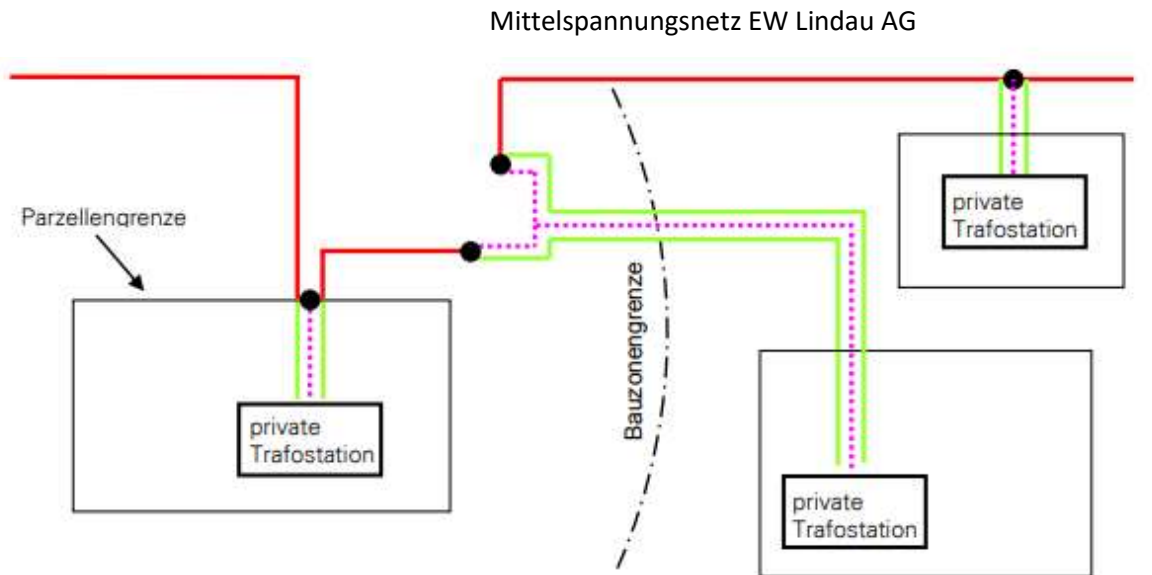 Mittelspannungsnetz EW Lindau AG
Parzellengrenze
private
Trafostation
Bauzonengrenze
private
Trafostation
private
Trafostation